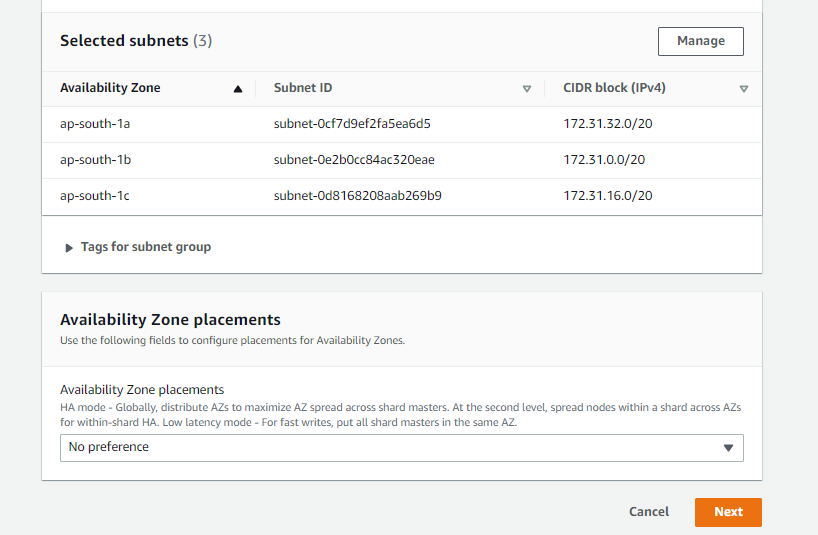 Selected subnets (3)
Manage
Availability Zone Subnet ID CIDR block (IPv4)
ap-south-1a subnet-0cf7d9ef2fa5ea6d5 172.31.32.0/20
ap-south-1b subnet-0e2b0cc84ac320eae 172.31.0.0/20
ap-south-1c subnet-0d8168208aab269b9 172.31.16.0/20
Tags for subnet group
Availability Zone placements
Use the following fields to configure placements for Availability Zones.
Availability Zone placements
HA mode - Globally, distribute AZs to maximize AZ spread across shard masters. At the second level, spread nodes within a shard across AZs
for within-shard HA. Low latency mode - For fast writes, put all shard masters in the same AZ.
No preference
Cancel
Next